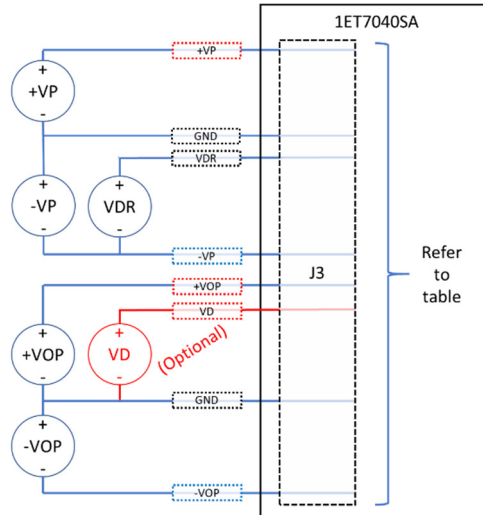 1ET7040SA
+VP
+
+VP
-
GND
VDR
+
-VP
-
+
VDR
-
-VP
+VOP
J3
Refer
to
table
VD
+
+VOP
-
+
VD
-
(Optional)
GND
+
-VOP
-
-VOP